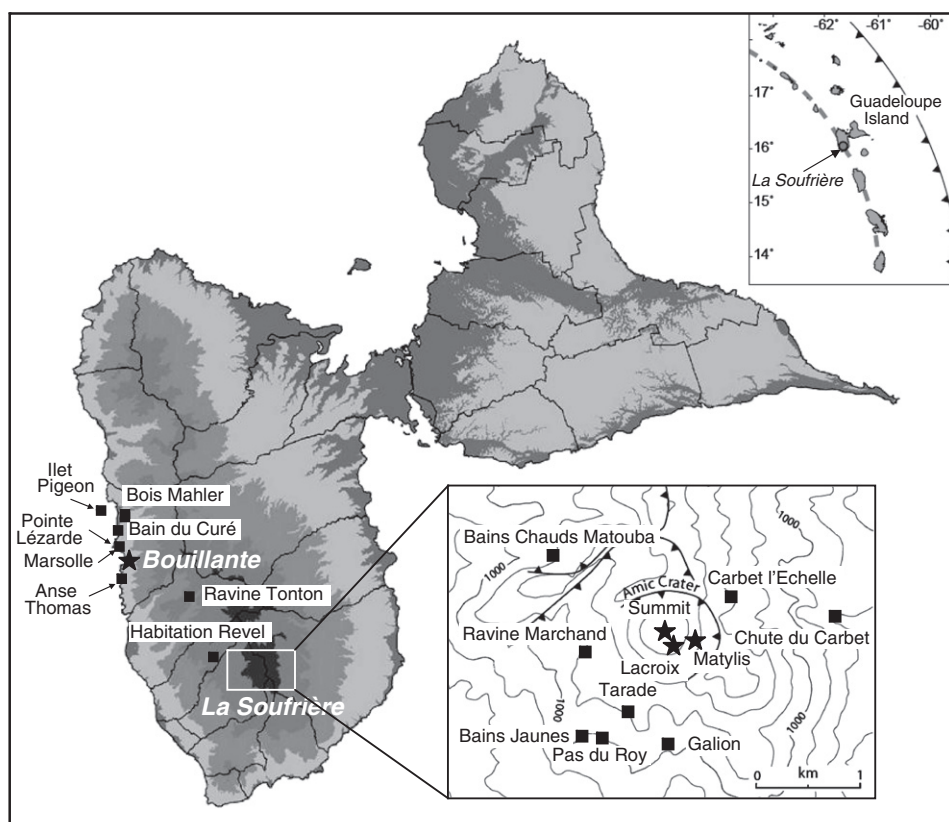 -62° -61° -60°
17°
Guadeloupe
Island
16°
La Soufrière
15°
14°
Ilet
Pigeon
Bois Mahler
Pointe
Lézarde
Bain du Curé
Marsolle
Bouillante
Anse
Thomas
Ravine Tonton
Habitation Revel
La Soufrière
1000
Bains Chauds Matouba
1000
Amic Crater
Carbet l'Echelle
Summit
Ravine Marchand
Chute du Carbet
Lacroix
Matylis
Tarade
1000
1000
Bains Jaunes
Pas du Roy
Galion
km
0 1